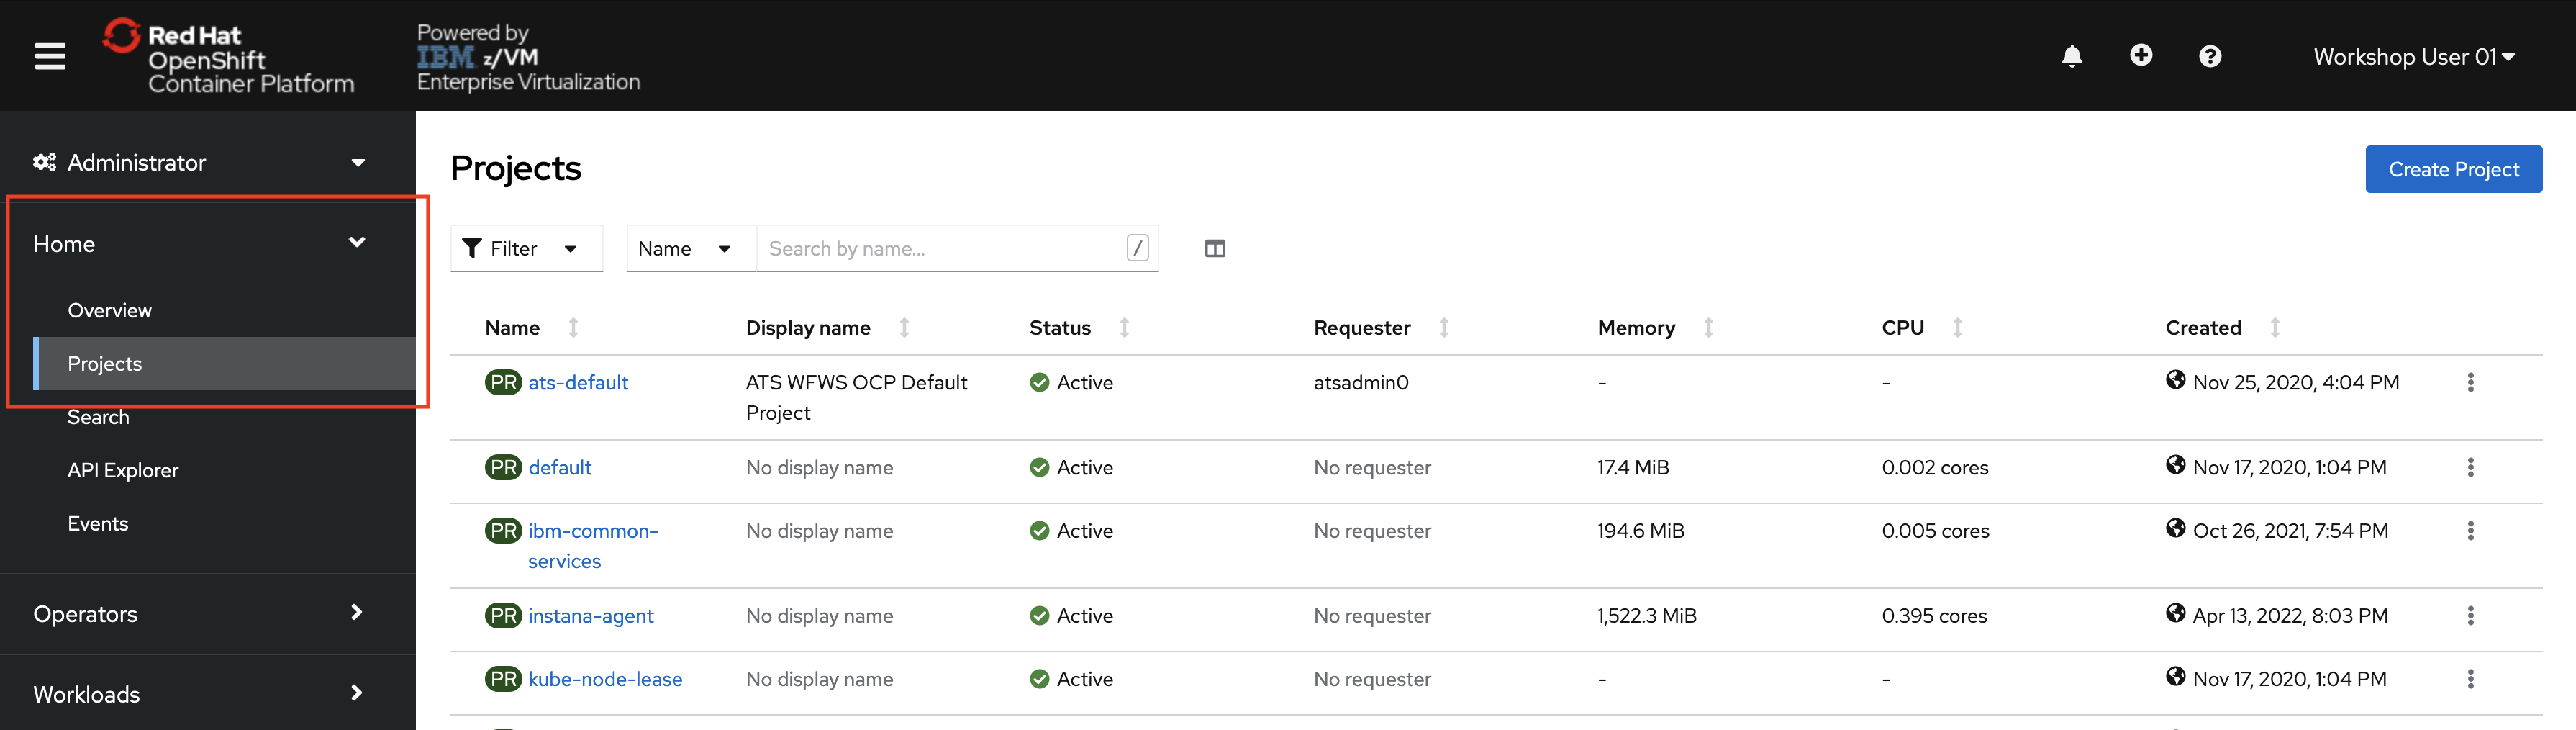 Red Hat
OpenShift
Container Platform
Powered by
IBM z/VM
Enterprise Virtualization
Workshop User 01
Administrator
Home
Overview
Projects
Search
API Explorer
Events
Operators
Workloads
Projects
Create Project
Filter
Name
Search by name...
/
Name Display name Status Requester Memory CPU Created
PR ats-default ATS WFWS OCP Default Active atsadmin0 - - Nov 25, 2020, 4:04 PM
Project
PR default No display name Active No requester 17.4 MiB 0.002 cores Nov 17, 2020, 1:04 PM
PR ibm-common- No display name Active No requester 194.6 MiB 0.005 cores Oct 26, 2021, 7:54 PM
services
PR instana-agent No display name Active No requester 1,522.3 MiB 0.395 cores Apr 13, 2022, 8:03 PM
PR kube-node-lease No display name Active No requester - - Nov 17, 2020, 1:04 PM